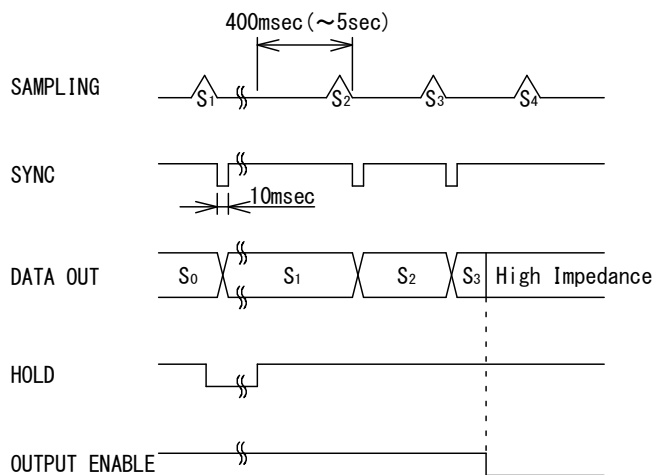 400msec(～5sec)
SAMPLING S1 S2 S3 S4
SYNC
10msec
DATA OUT S0 S1 S2 S3 High Impedance
HOLD
OUTPUT ENABLE